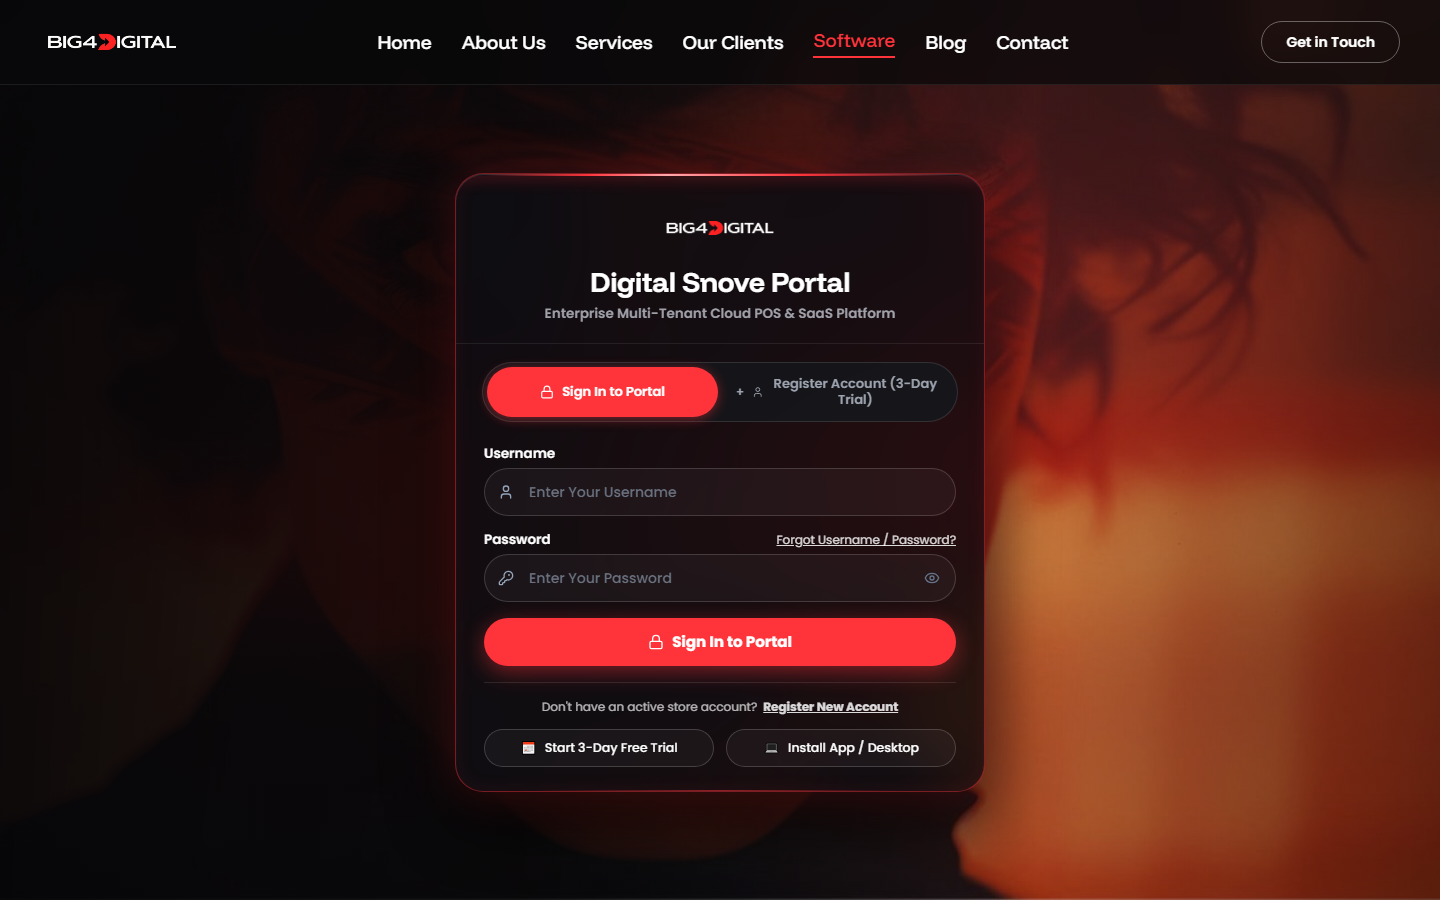 BIG4DIGITAL
Home
About Us
Services
Our Clients
Software
Blog
Contact
Get in Touch
BIG4DIGITAL
Digital Snove Portal
Enterprise Multi-Tenant Cloud POS & SaaS Platform
Sign In to Portal
+ Register Account (3-Day
Trial)
Username
Enter Your Username
Password
Forgot Username / Password?
Enter Your Password
Sign In to Portal
Don't have an active store account? Register New Account
Start 3-Day Free Trial
Install App / Desktop